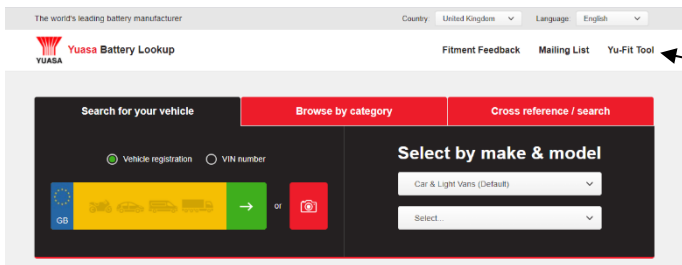 The world's leading battery manufacturer
Country: United Kingdom Language: English
YUASA
Yuasa Battery Lookup
Fitment Feedback Mailing List Yu-Fit Tool
Search for your vehicle Browse by category Cross reference / search
Vehicle registration VIN number
GB
or
Select by make & model
Car & Light Vans (Default)
Select...